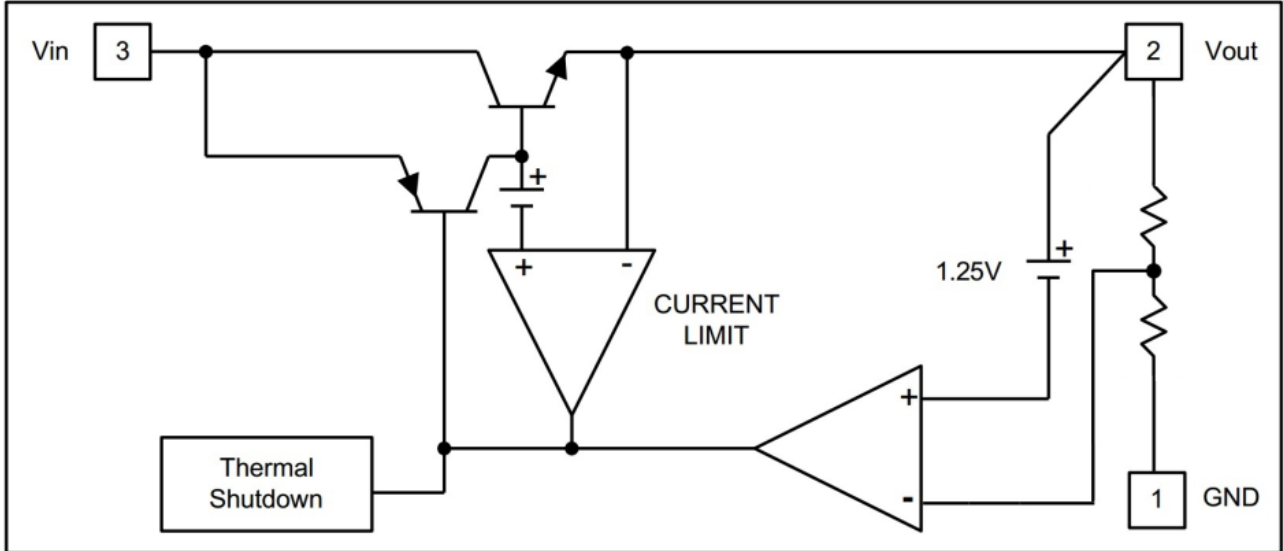 Vin 3
2 Vout
+
+ -
CURRENT
LIMIT
1.25V +
+
-
Thermal
Shutdown
1 GND